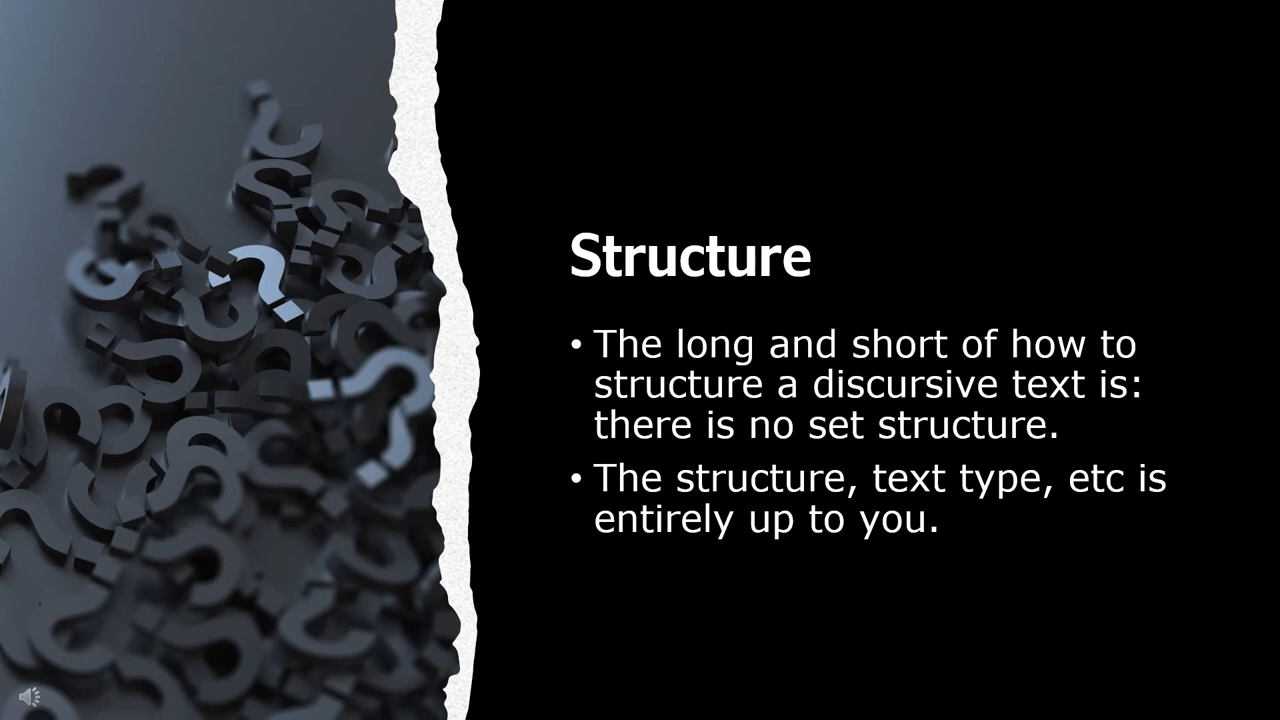 Structure
• The long and short of how to
structure a discursive text is:
there is no set structure.
• The structure, text type, etc is
entirely up to you.